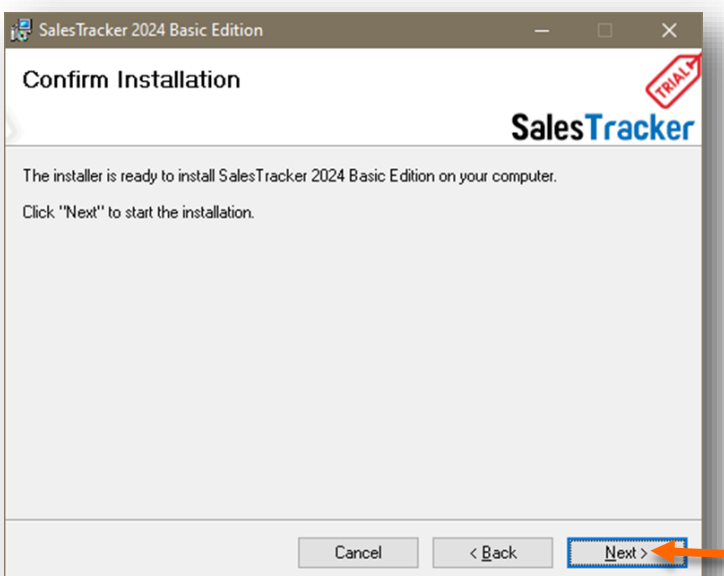 SalesTracker 2024 Basic Edition
Confirm Installation
TRIAL
SalesTracker
The installer is ready to install SalesTracker 2024 Basic Edition on your computer.
Click "Next" to start the installation.
Cancel
< Back
Next >